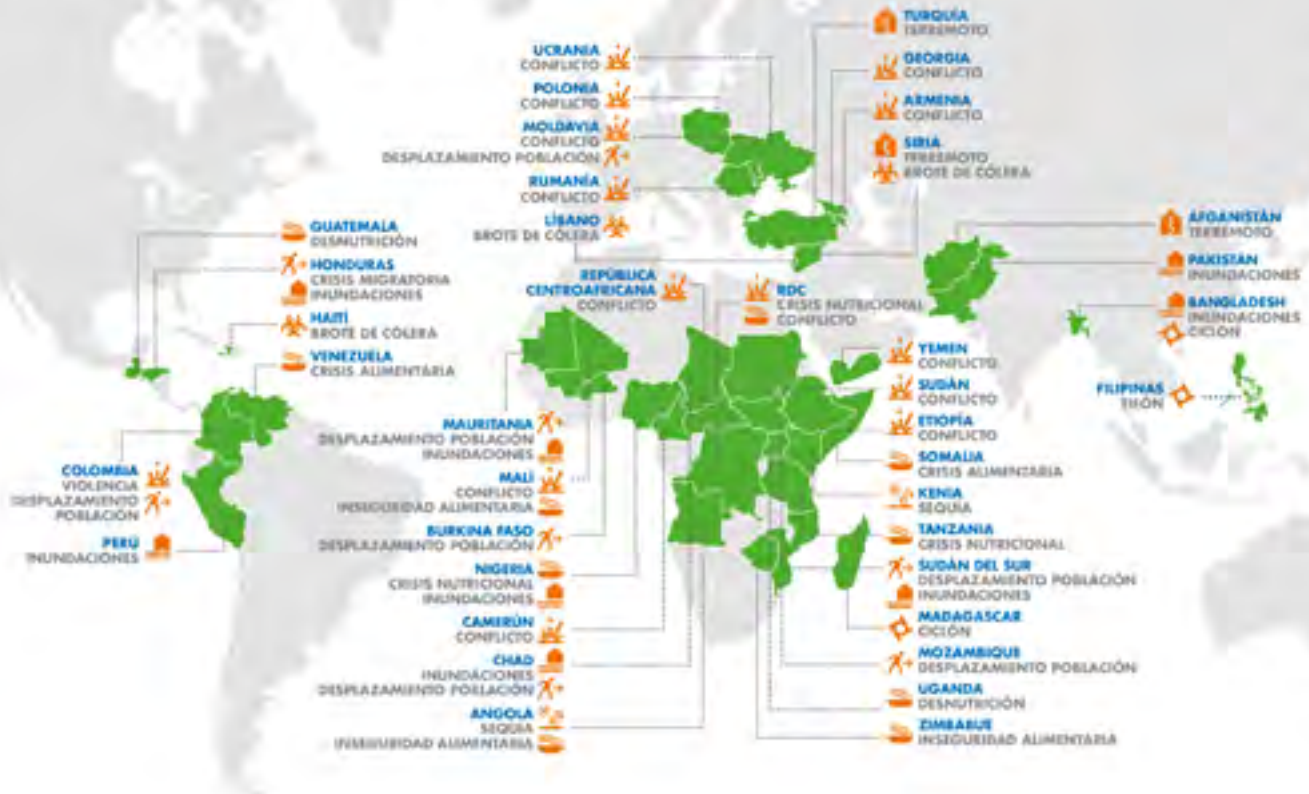 UCRANIA
CONFLICTO
POLONIA
CONFLICTO
MOLDAVIA
CONFLICTO
DESPLAZAMIENTO POBLACIÓN
RUMANÍA
CONFLICTO
LÍBANO
BROTE DE CÓLERA
TURQUÍA
TERREMOTO
GEORGIA
CONFLICTO
ARMENIA
CONFLICTO
SIRIA
TERREMOTO
BROTE DE CÓLERA
GUATEMALA
DESNUTRICIÓN
HONDURAS
CRISIS MIGRATORIA
INUNDACIONES
HAITÍ
BROTE DE CÓLERA
VENEZUELA
CRISIS ALIMENTARIA
COLOMBIA
VIOLENCIA
DESPLAZAMIENTO
POBLACIÓN
PERÚ
INUNDACIONES
REPÚBLICA
CENTROAFRICANA
CONFLICTO
RDC
CRISIS NUTRICIONAL
CONFLICTO
AFGANISTÁN
TERREMOTO
PAKISTÁN
INUNDACIONES
BANGLADESH
INUNDACIONES
CICLÓN
FILIPINAS
TIFÓN
MAURITANIA
DESPLAZAMIENTO POBLACIÓN
INUNDACIONES
MALÍ
CONFLICTO
INSEGURIDAD ALIMENTARIA
BURKINA FASO
DESPLAZAMIENTO POBLACIÓN
NIGERIA
CRISIS NUTRICIONAL
INUNDACIONES
CAMERÚN
CONFLICTO
CHAD
INUNDACIONES
DESPLAZAMIENTO POBLACIÓN
ANGOLA
SEQUIA
INSEGURIDAD ALIMENTARIA
YEMEN
CONFLICTO
SUDÁN
CONFLICTO
ETIOPÍA
CONFLICTO
SOMALIA
CRISIS ALIMENTARIA
KENIA
SEQUIA
TANZANIA
CRISIS NUTRICIONAL
SUDÁN DEL SUR
DESPLAZAMIENTO POBLACIÓN
INUNDACIONES
MADAGASCAR
CICLÓN
MOZAMBIQUE
DESPLAZAMIENTO POBLACIÓN
UGANDA
DESNUTRICIÓN
ZIMBABUE
INSEGURIDAD ALIMENTARIA